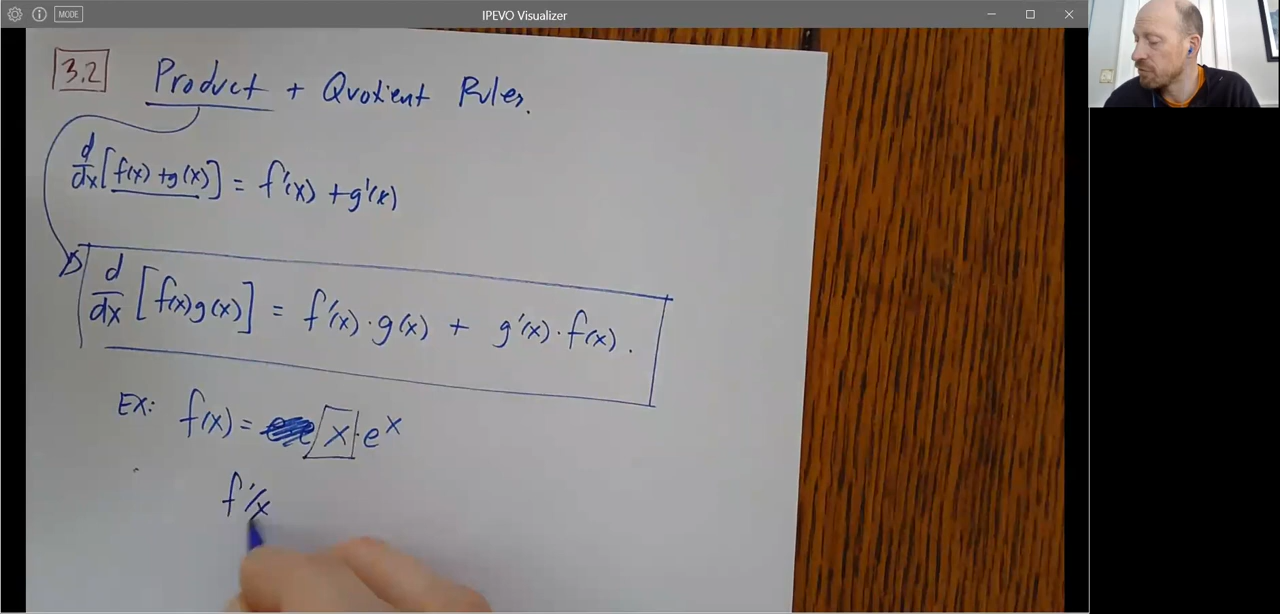 MODE
IPEVO Visualizer
3.2 Product + Quotient Rules.
d/dx [f(x) + g(x)] = f'(x) + g'(x)
d/dx [f(x)g(x)] = f'(x) · g(x) + g'(x) · f(x).
EX: f(x) = x · e^x
f'(x